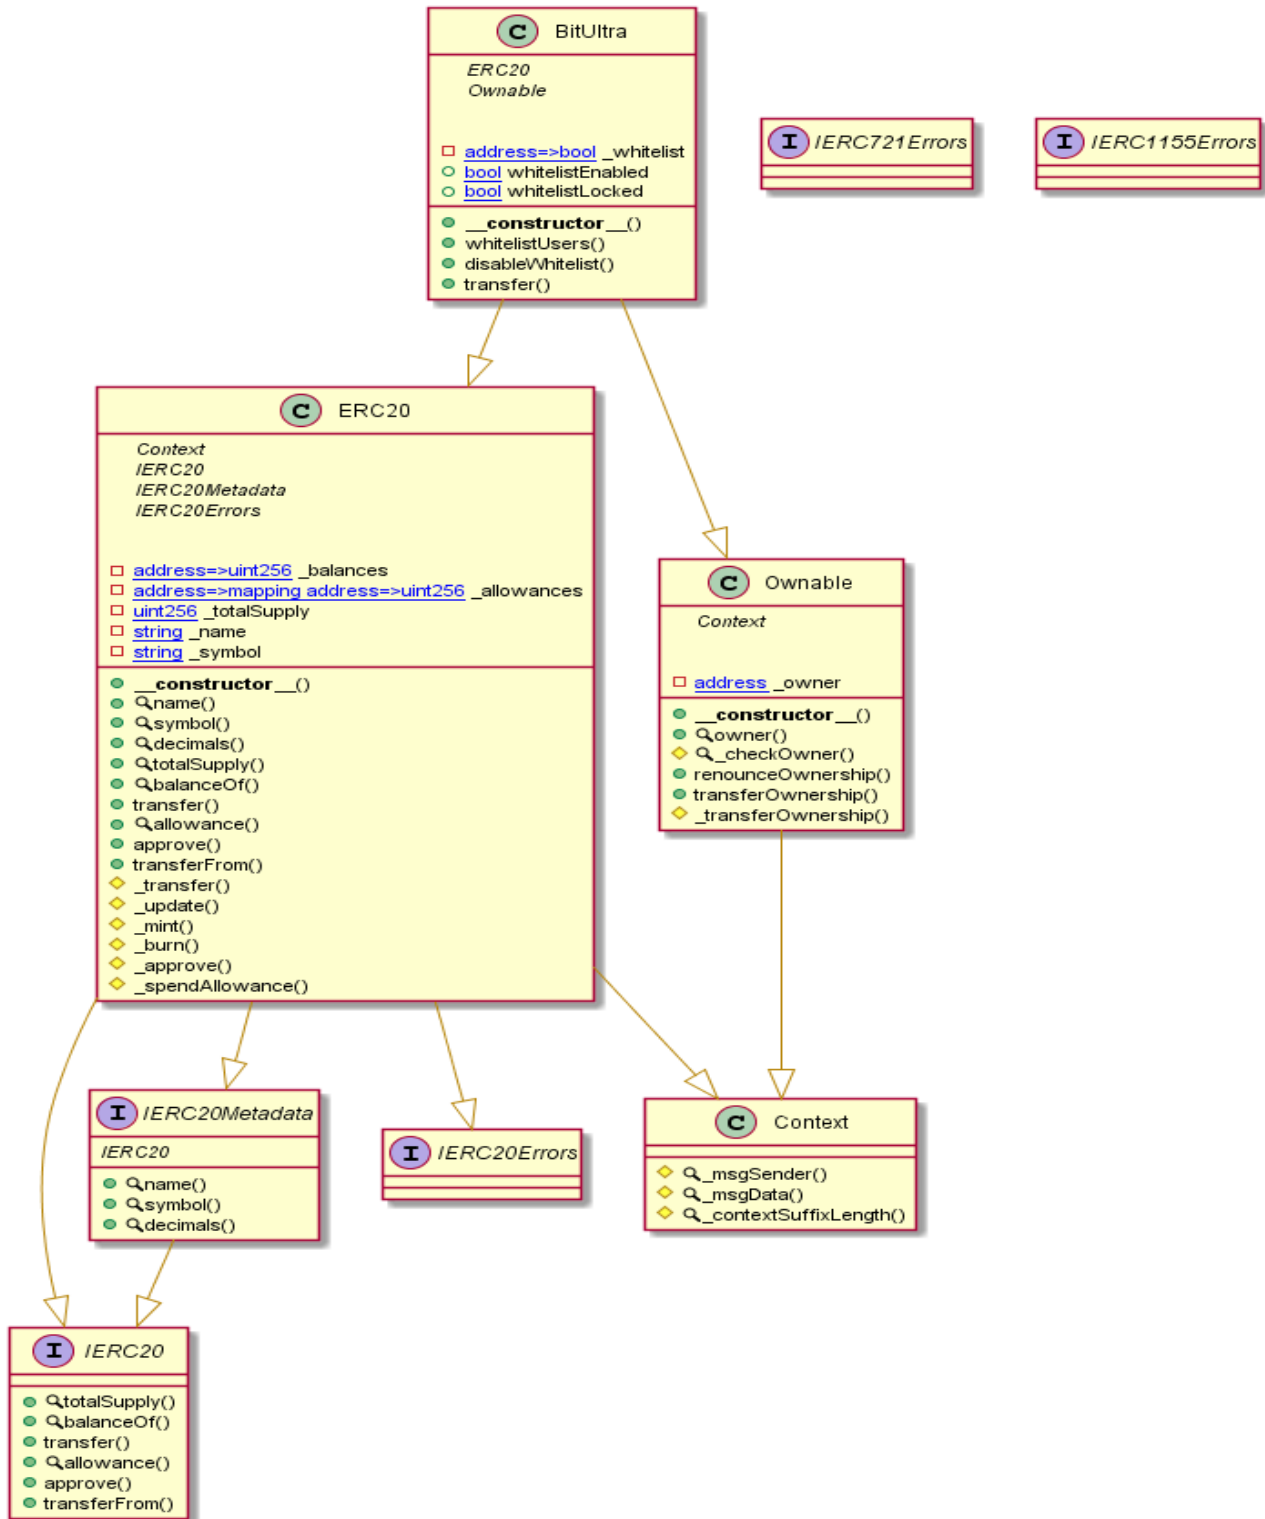 C BitUltra
ERC20
Ownable
address=>bool _whitelist
bool whitelistEnabled
bool whitelistLocked
__constructor__()
whitelistUsers()
disableWhitelist()
transfer()
I IERC721Errors
I IERC1155Errors
C ERC20
Context
IERC20
IERC20Metadata
IERC20Errors
address=>uint256 _balances
address=>mapping address=>uint256 _allowances
uint256 _totalSupply
string _name
string _symbol
__constructor__()
name()
symbol()
decimals()
totalSupply()
balanceOf()
transfer()
allowance()
approve()
transferFrom()
_transfer()
_update()
_mint()
_burn()
_approve()
_spendAllowance()
C Ownable
Context
address _owner
__constructor__()
owner()
_checkOwner()
renounceOwnership()
transferOwnership()
_transferOwnership()
I IERC20Metadata
IERC20
name()
symbol()
decimals()
I IERC20Errors
C Context
_msgSender()
_msgData()
_contextSuffixLength()
I IERC20
totalSupply()
balanceOf()
transfer()
allowance()
approve()
transferFrom()